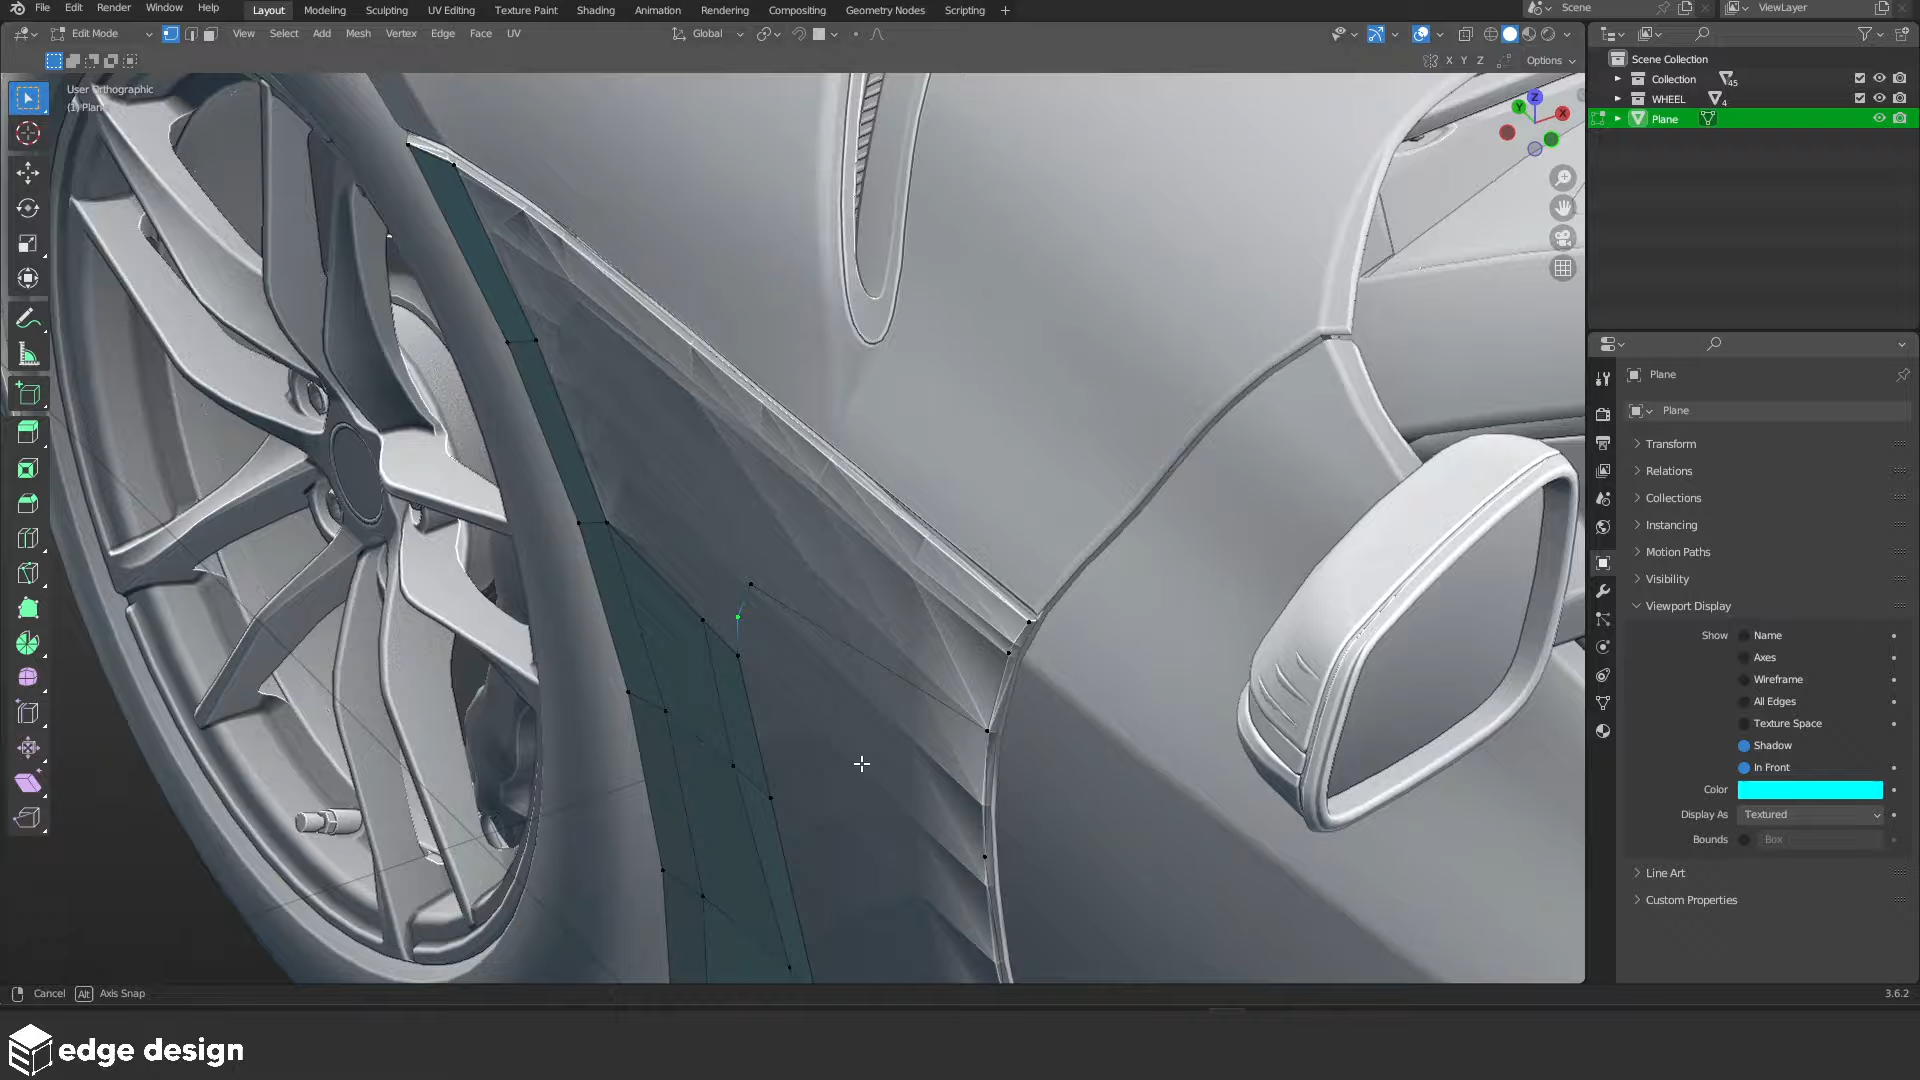 File Edit Render Window Help Layout Modeling Sculpting UV Editing Texture Paint Shading Animation Rendering Compositing Geometry Nodes Scripting + Scene ViewLayer
Edit Mode View Select Add Mesh Vertex Edge Face UV Global
X Y Z Options
User Orthographic
(1) Plane
Z
Y
X
Scene Collection
Collection 45
WHEEL 4
Plane
Plane
Plane
Transform
Relations
Collections
Instancing
Motion Paths
Visibility
Viewport Display
Show Name
Axes
Wireframe
All Edges
Texture Space
Shadow
In Front
Color
Display As Textured
Bounds Box
Line Art
Custom Properties
Cancel Alt Axis Snap 3.6.2
edge design